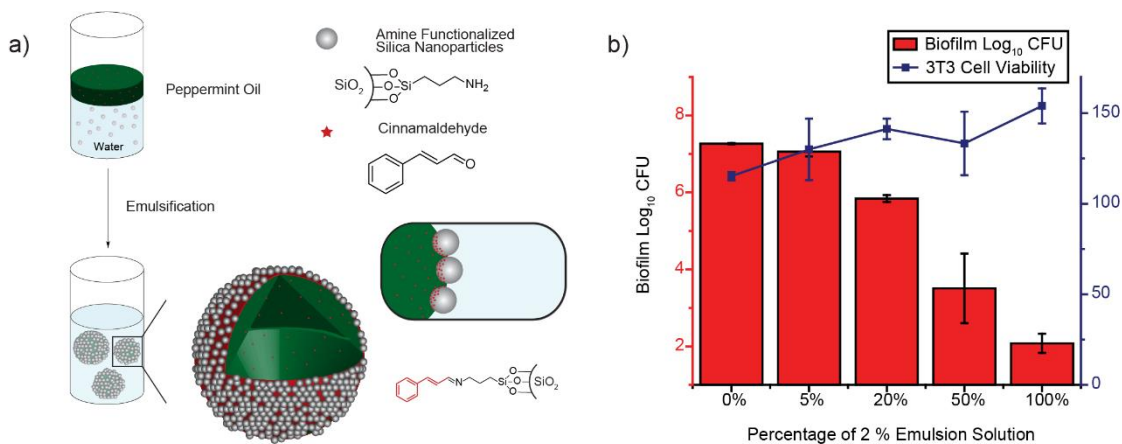 a)
Peppermint Oil
Water
Emulsification
Amine Functionalized
Silica Nanoparticles
SiO2
O
O
O
Si
NH2
Cinnamaldehyde
O
N
Si
O
O
O
SiO2
b)
Biofilm Log10 CFU
3T3 Cell Viability
Biofilm Log10 CFU
8
6
4
2
150
100
50
0
0% 5% 20% 50% 100%
Percentage of 2 % Emulsion Solution